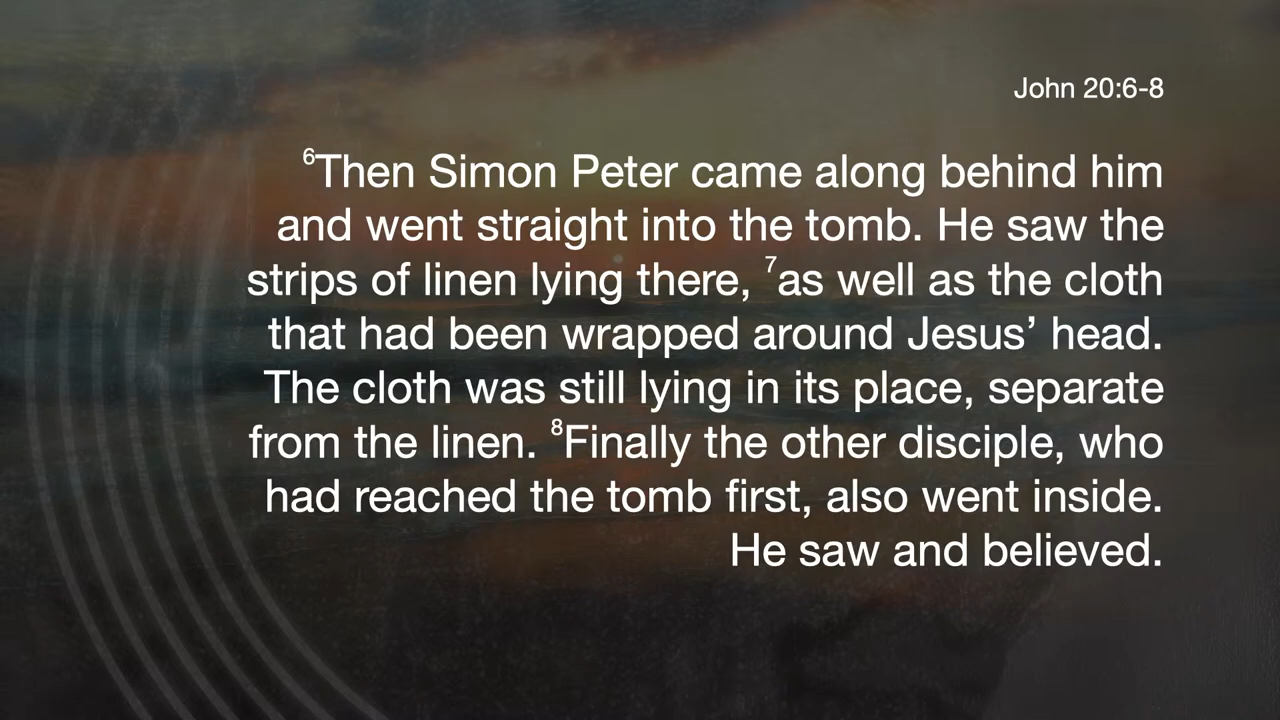 John 20:6-8
⁶Then Simon Peter came along behind him
and went straight into the tomb. He saw the
strips of linen lying there, ⁷as well as the cloth
that had been wrapped around Jesus’ head.
The cloth was still lying in its place, separate
from the linen. ⁸Finally the other disciple, who
had reached the tomb first, also went inside.
He saw and believed.